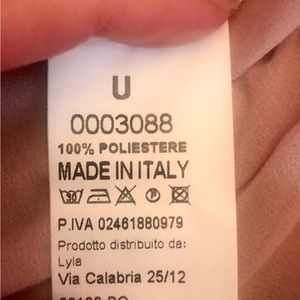 U
0003088
100% POLIESTERE
MADE IN ITALY
P.IVA 02461880979
Prodotto distribuito da:
Lyla
Via Calabria 25/12